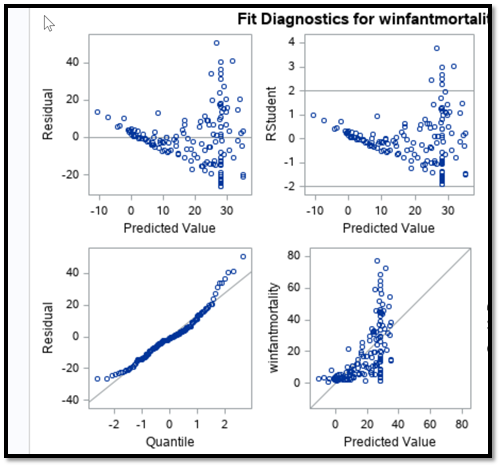 Fit Diagnostics for winfantmortali
Residual
40
20
0
-20
-10 0 10 20 30
Predicted Value
RStudent
4
3
2
1
0
-1
-2
-10 0 10 20 30
Predicted Value
Residual
40
20
0
-20
-40
-2 -1 0 1 2
Quantile
winfantmortality
80
60
40
20
0
0 20 40 60 80
Predicted Value